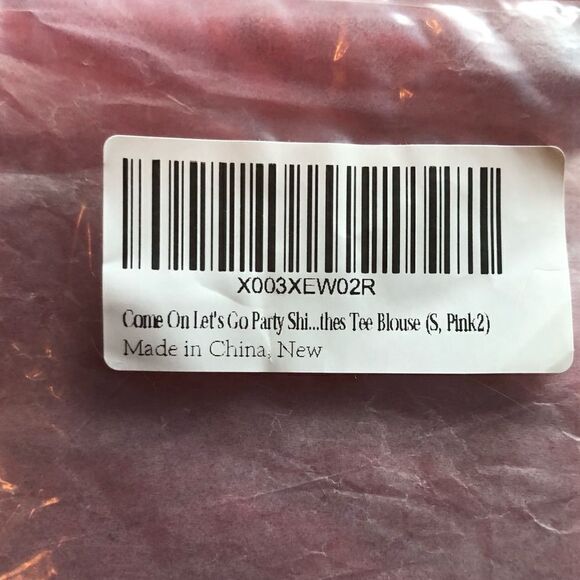 X003XEW02R
Come On Let's Go Party Shi...thes Tee Blouse (S, Pink2)
Made in China, New